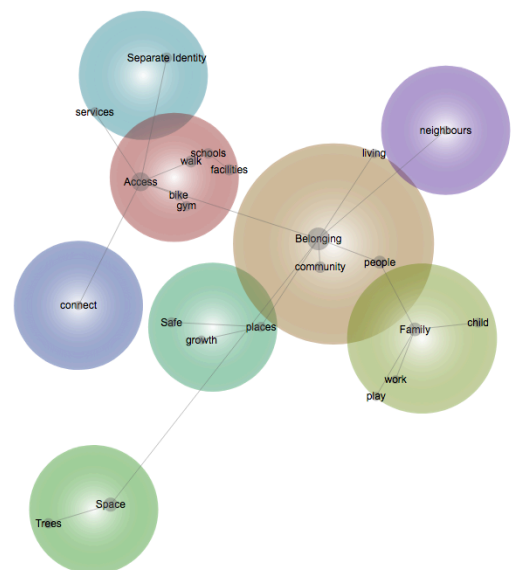 Separate Identity
services
neighbours
schools
living
walk
facilities
Access
bike
gym
Belonging
people
community
connect
Safe
places
child
Family
growth
work
play
Space
Trees